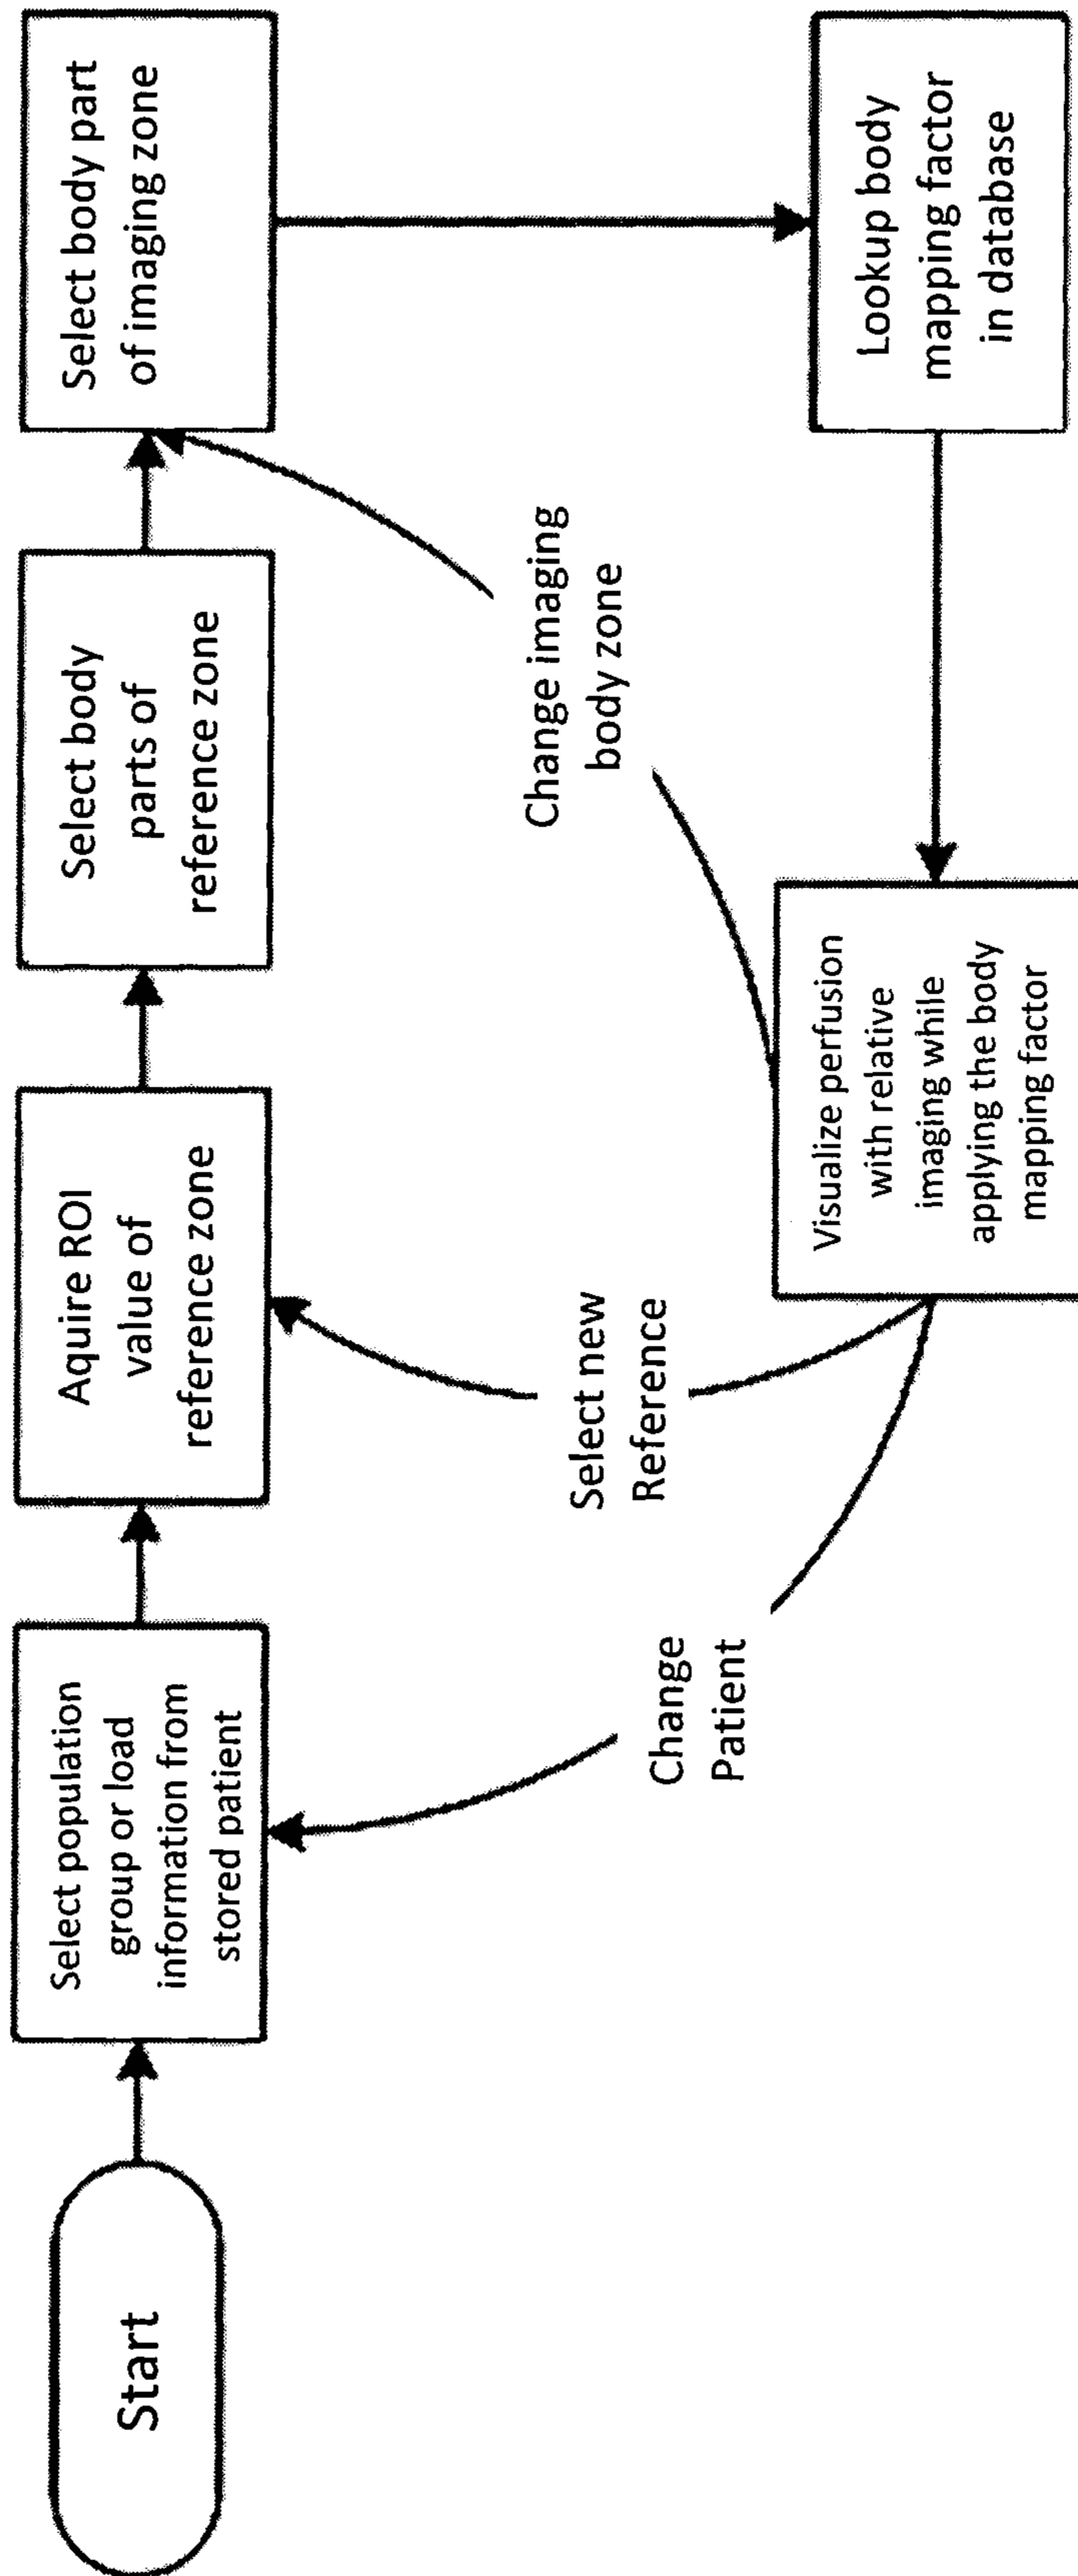 Start
Select population
group or load
information from
stored patient
Aquire ROI
value of
reference zone
Select body
parts of
reference zone
Select body part
of imaging zone
Change
Patient
Select new
Reference
Change imaging
body zone
Visualize perfusion
with relative
imaging while
applying the body
mapping factor
Lookup body
mapping factor
in database